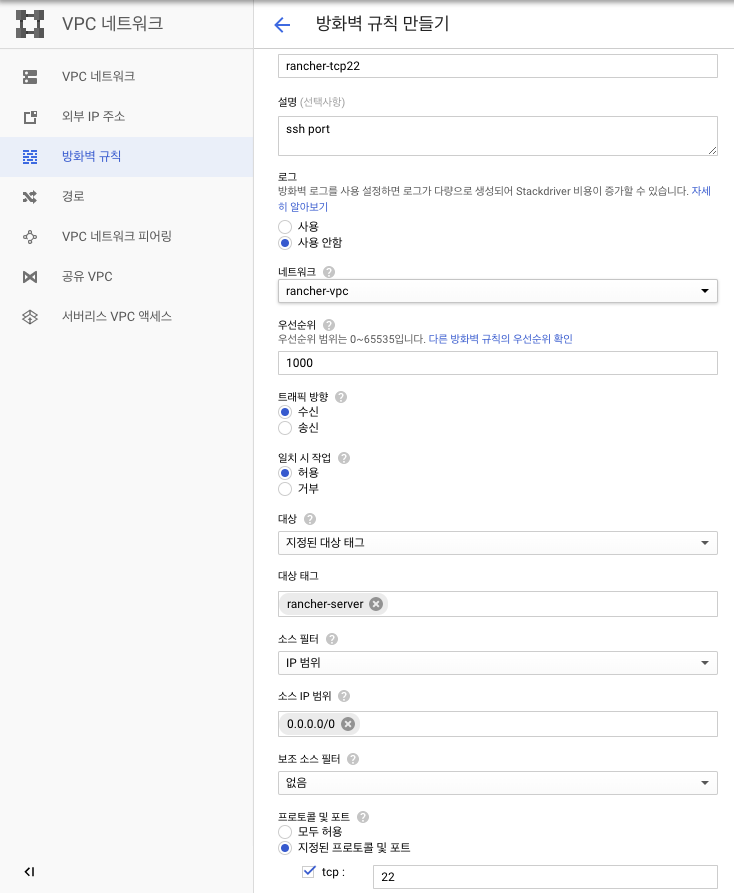 VPC 네트워크
방화벽 규칙 만들기
VPC 네트워크
외부 IP 주소
방화벽 규칙
경로
VPC 네트워크 피어링
공유 VPC
서버리스 VPC 액세스
rancher-tcp22
설명 (선택사항)
ssh port
로그
방화벽 로그를 사용 설정하면 로그가 다량으로 생성되어 Stackdriver 비용이 증가할 수 있습니다. 자세
히 알아보기
사용
사용 안함
네트워크 ?
rancher-vpc
우선순위 ?
우선순위 범위는 0~65535입니다. 다른 방화벽 규칙의 우선순위 확인
1000
트래픽 방향 ?
수신
송신
일치 시 작업 ?
허용
거부
대상 ?
지정된 대상 태그
대상 태그
rancher-server
소스 필터 ?
IP 범위
소스 IP 범위 ?
0.0.0.0/0
보조 소스 필터 ?
없음
프로토콜 및 포트 ?
모두 허용
지정된 프로토콜 및 포트
tcp : 22